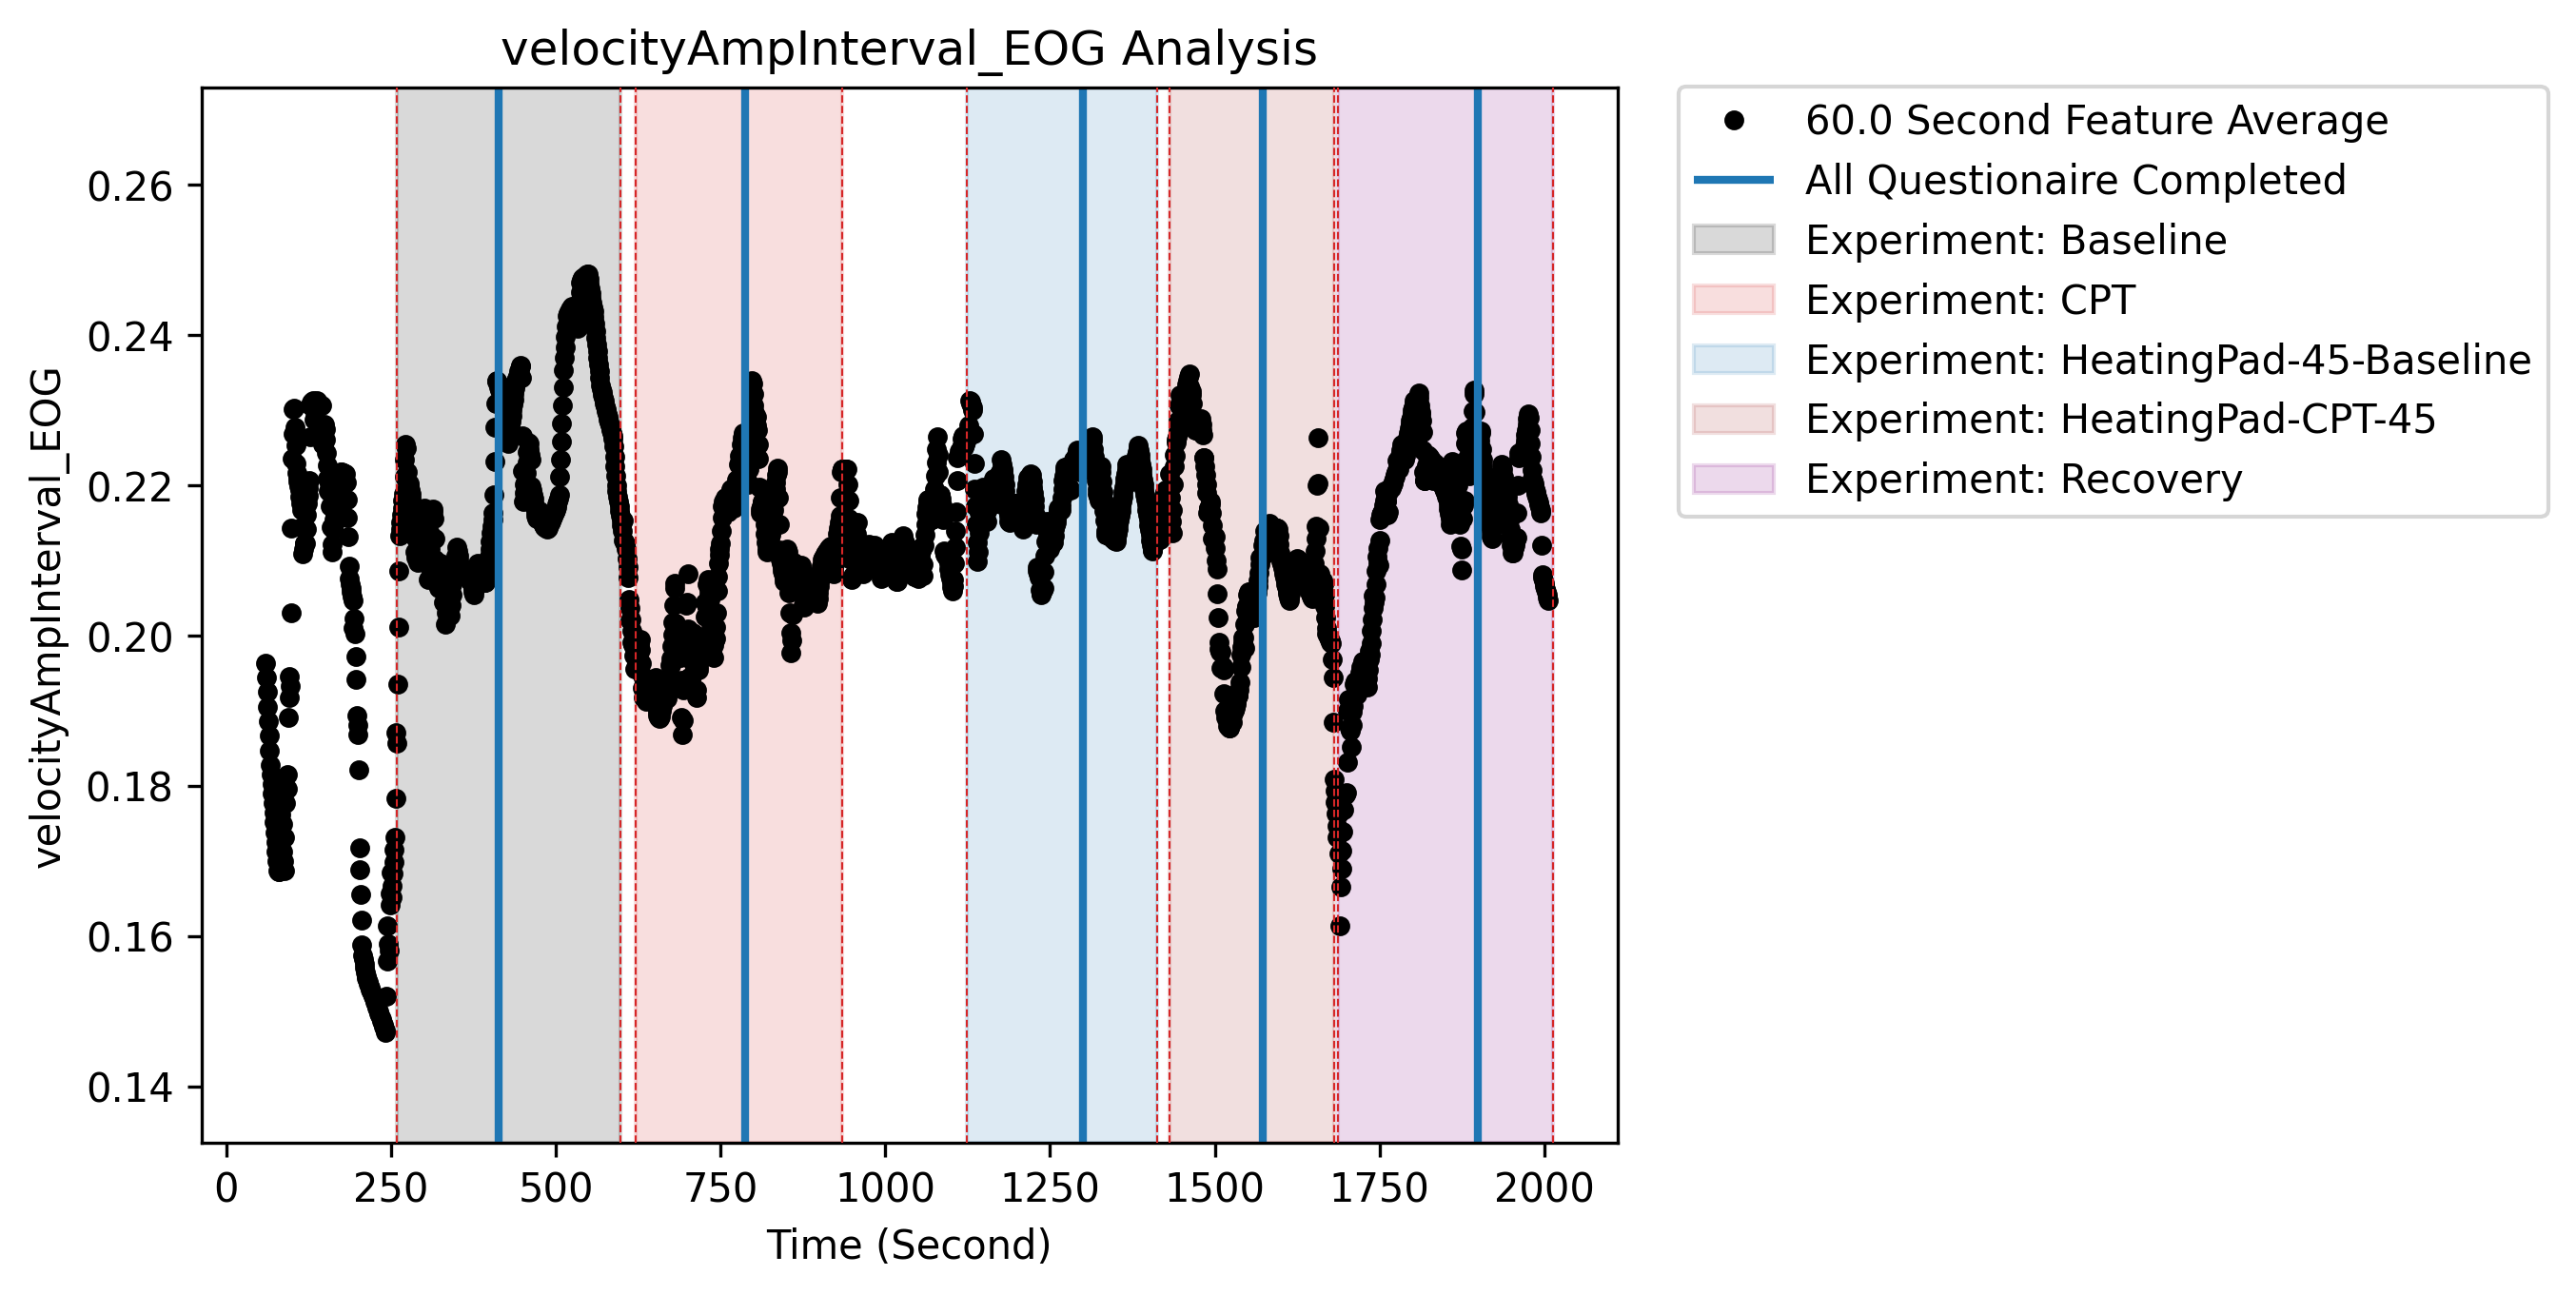 velocityAmpInterval_EOG Analysis
velocityAmpInterval_EOG
0.26
0.24
0.22
0.20
0.18
0.16
0.14
0 250 500 750 1000 1250 1500 1750 2000
Time (Second)
60.0 Second Feature Average
All Questionaire Completed
Experiment: Baseline
Experiment: CPT
Experiment: HeatingPad-45-Baseline
Experiment: HeatingPad-CPT-45
Experiment: Recovery